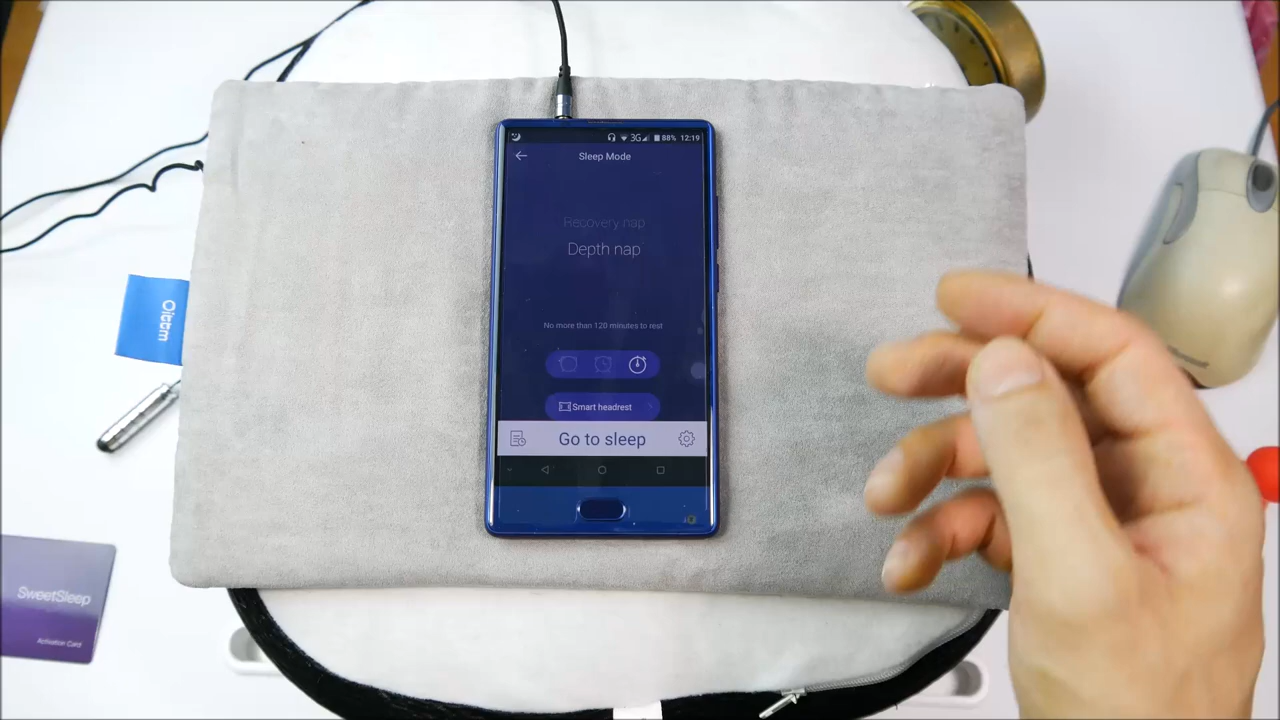 3G 88% 12:19
Sleep Mode
Recovery nap
Depth nap
No more than 120 minutes to rest
Smart headrest
Go to sleep
SweetSleep
Activation Card